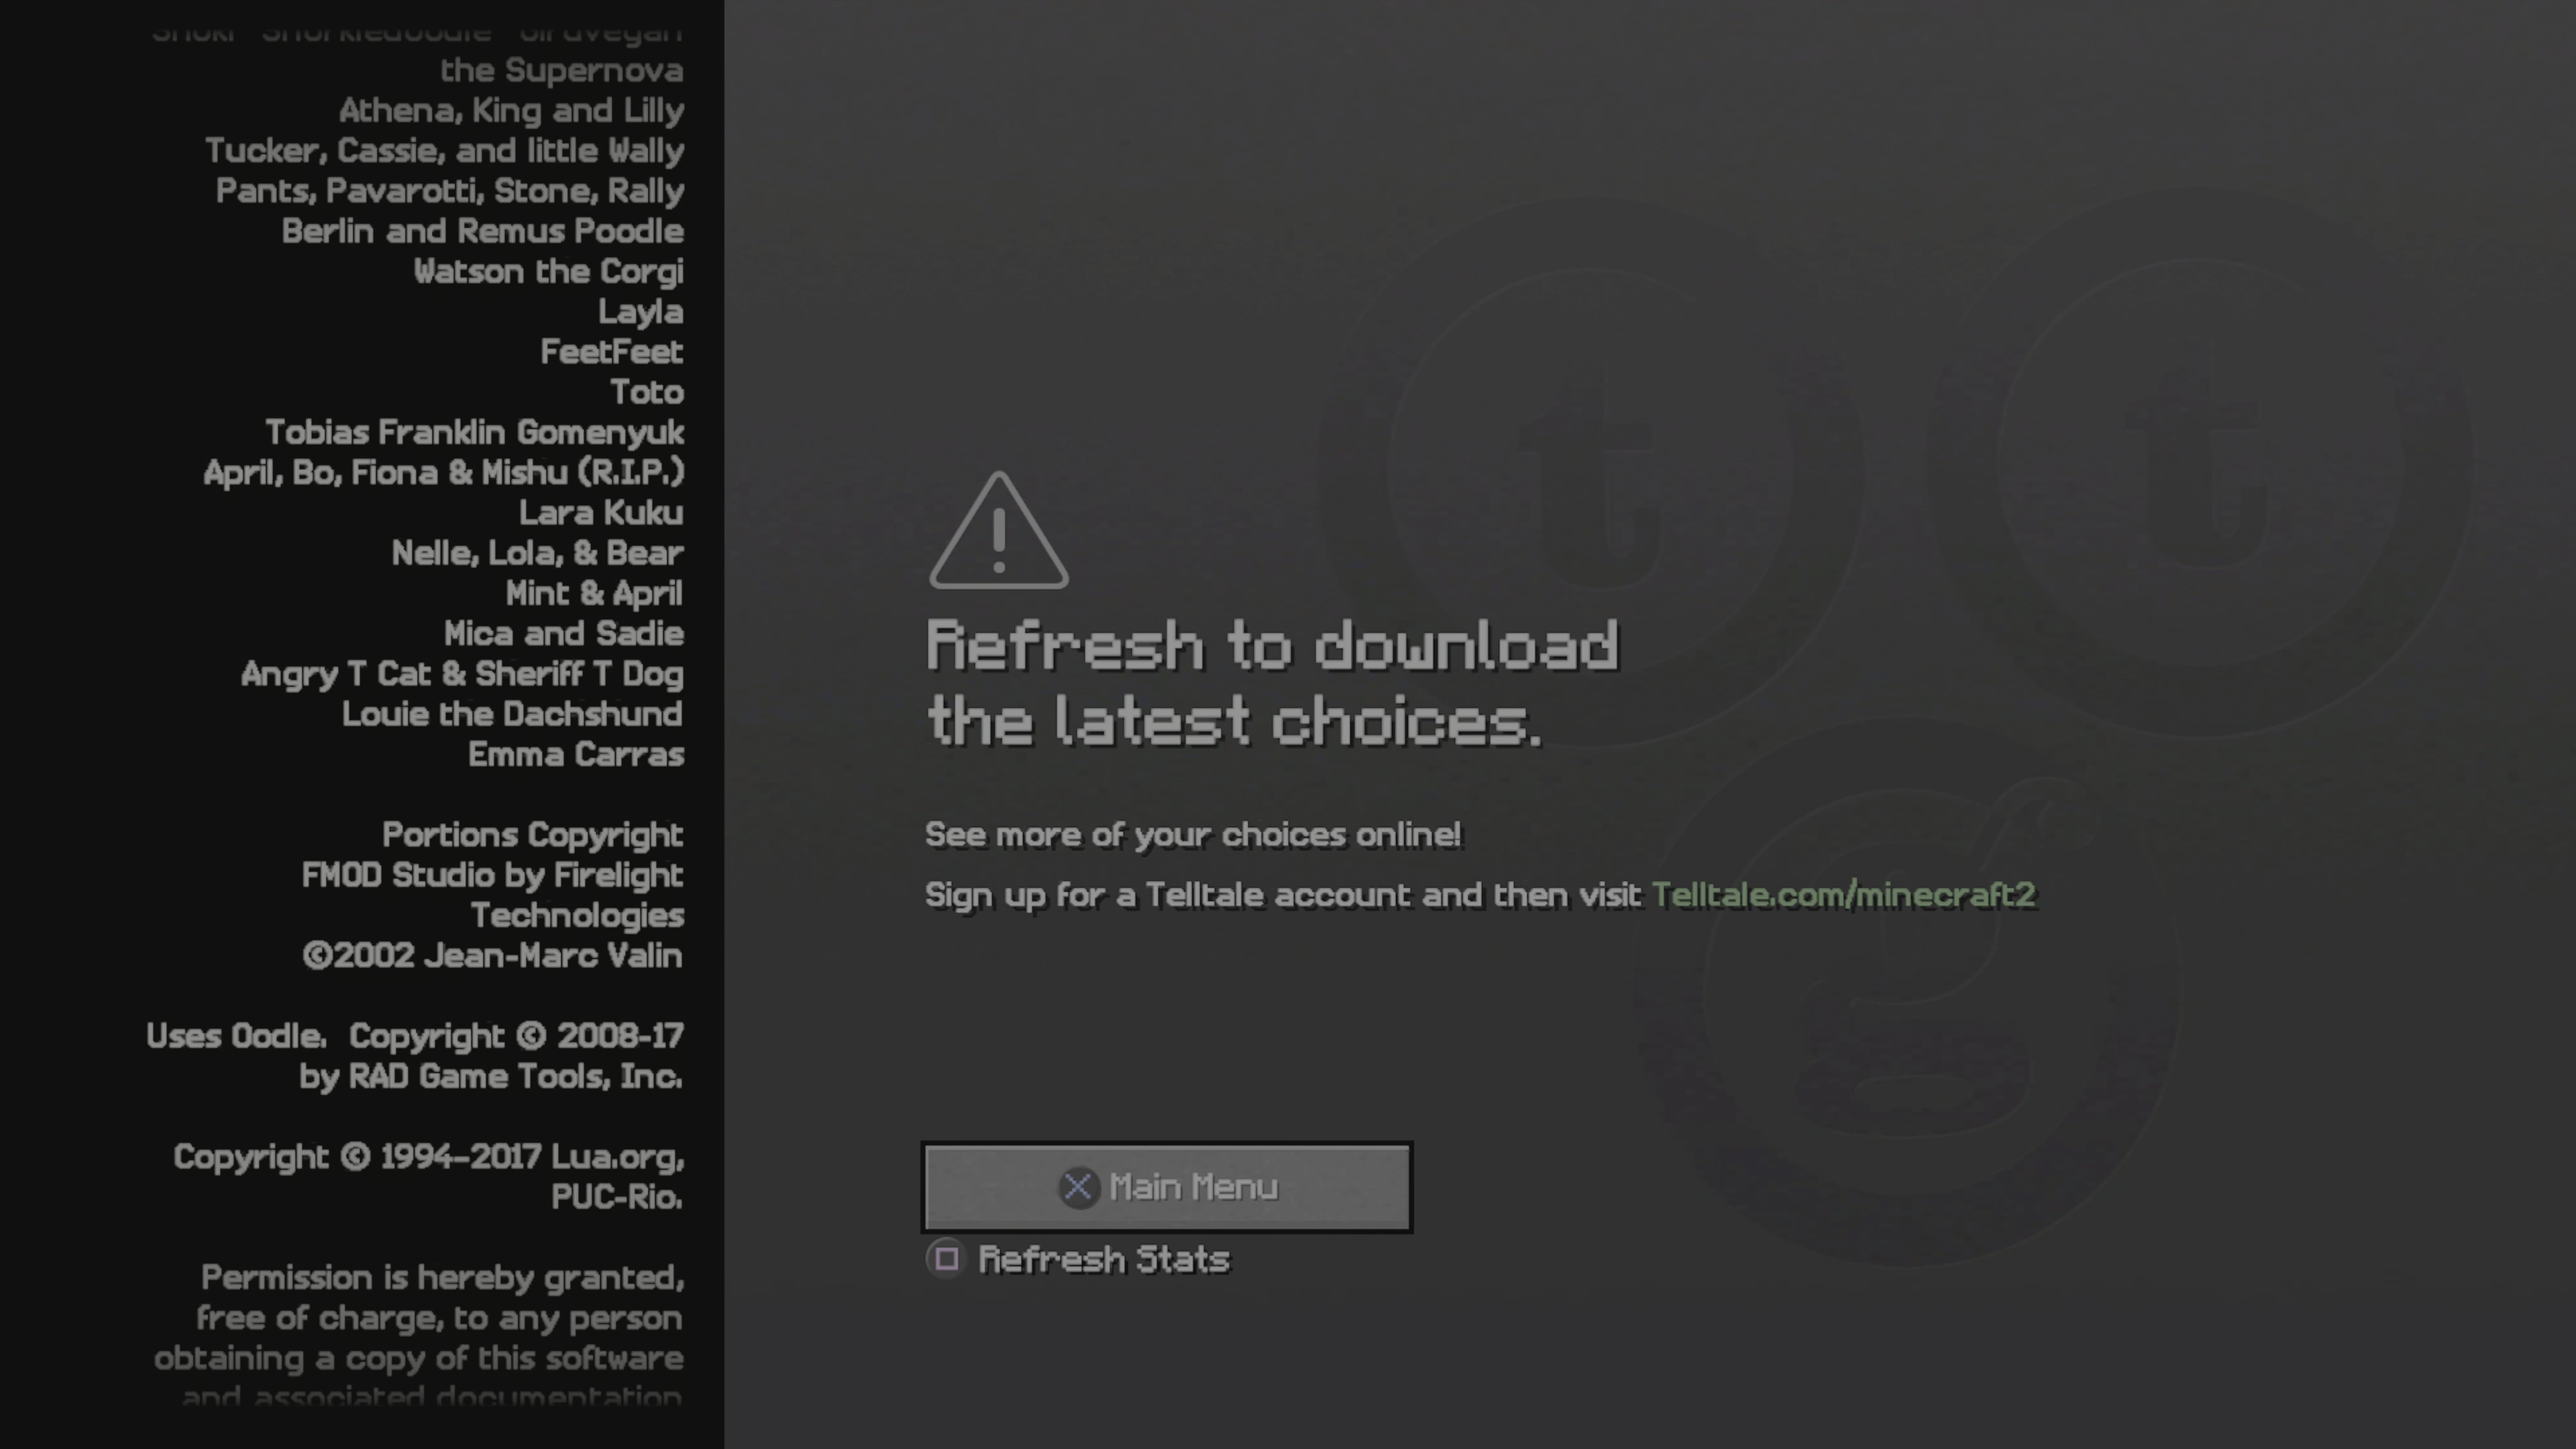 the Supernova
Athena, King and Lilly
Tucker, Cassie, and little Wally
Pants, Pavarotti, Stone, Rally
Berlin and Remus Poodle
Watson the Corgi
Layla
FeetFeet
Toto
Tobias Franklin Gomenyuk
April, Bo, Fiona & Mishu (R.I.P.)
Lara Kuku
Nelle, Lola, & Bear
Mint & April
Mica and Sadie
Angry T Cat & Sheriff T Dog
Louie the Dachshund
Emma Carras
Portions Copyright
FMOD Studio by Firelight
Technologies
©2002 Jean-Marc Valin
Uses Oodle.  Copyright © 2008-17
by RAD Game Tools, Inc.
Copyright © 1994–2017 Lua.org,
PUC-Rio.
Permission is hereby granted,
free of charge, to any person
obtaining a copy of this software
and associated documentation
t t
g
Refresh to download
the latest choices.
See more of your choices online!
Sign up for a Telltale account and then visit Telltale.com/minecraft2
Main Menu
Refresh Stats